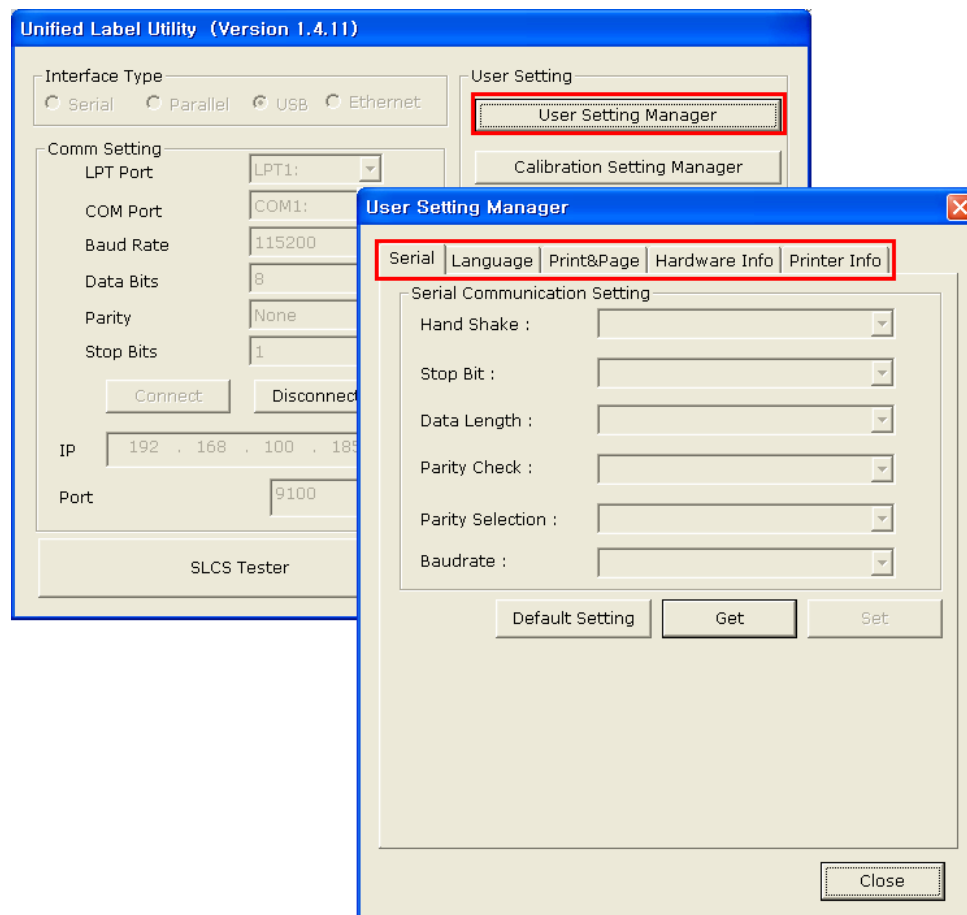 Unified Label Utility (Version 1.4.11)
Interface Type
Serial Parallel USB Ethernet
User Setting
User Setting Manager
Calibration Setting Manager
Comm Setting
LPT Port LPT1:
COM Port COM1:
Baud Rate 115200
Data Bits 8
Parity None
Stop Bits 1
Connect Disconnect
IP 192 . 168 . 100 . 185
Port 9100
SLCS Tester
User Setting Manager
Serial Language Print&Page Hardware Info Printer Info
Serial Communication Setting
Hand Shake :
Stop Bit :
Data Length :
Parity Check :
Parity Selection :
Baudrate :
Default Setting Get Set
Close